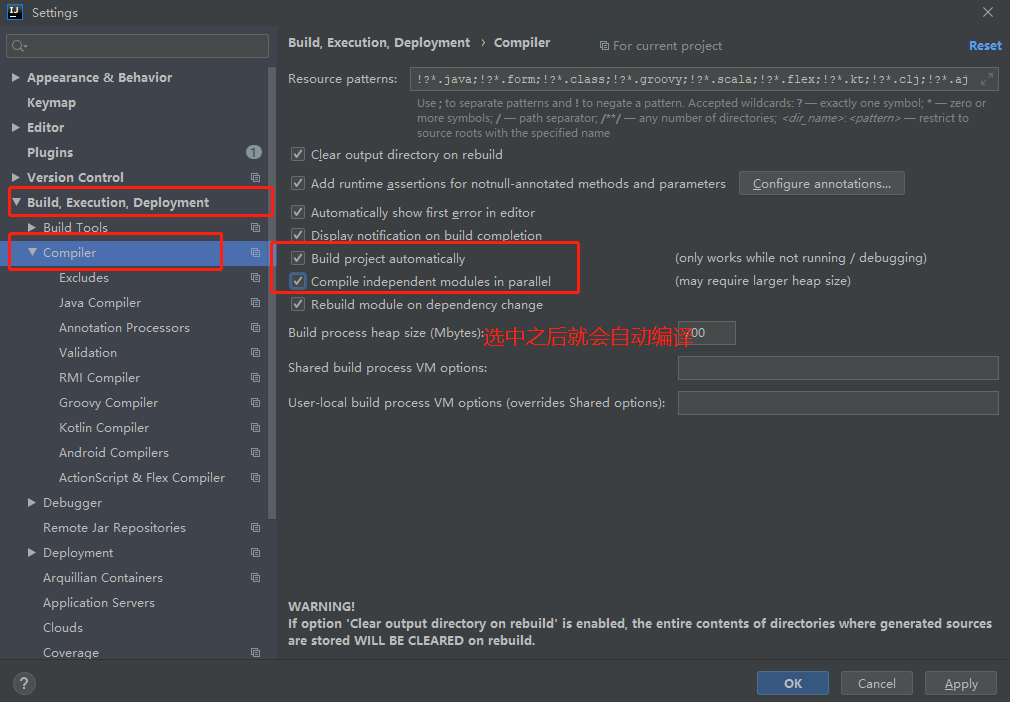 Settings
Appearance & Behavior
Keymap
Editor
Plugins
1
Version Control
Build, Execution, Deployment
Build Tools
Compiler
Excludes
Java Compiler
Annotation Processors
Validation
RMI Compiler
Groovy Compiler
Kotlin Compiler
Android Compilers
ActionScript & Flex Compiler
Debugger
Remote Jar Repositories
Deployment
Arquillian Containers
Application Servers
Clouds
Coverage
Build, Execution, Deployment › Compiler
For current project
Reset
Resource patterns:
!?*.java;!?*.form;!?*.class;!?*.groovy;!?*.scala;!?*.flex;!?*.kt;!?*.clj;!?*.aj
Use ; to separate patterns and ! to negate a pattern. Accepted wildcards: ? — exactly one symbol; * — zero or
more symbols; / — path separator; /**/ — any number of directories; <dir_name>:<pattern> — restrict to
source roots with the specified name
Clear output directory on rebuild
Add runtime assertions for notnull-annotated methods and parameters
Configure annotations...
Automatically show first error in editor
Display notification on build completion
Build project automatically
(only works while not running / debugging)
Compile independent modules in parallel
(may require larger heap size)
Rebuild module on dependency change
Build process heap size (Mbytes):
选中之后就会自动编译
00
Shared build process VM options:
User-local build process VM options (overrides Shared options):
WARNING!
If option 'Clear output directory on rebuild' is enabled, the entire contents of directories where generated sources
are stored WILL BE CLEARED on rebuild.
?
OK
Cancel
Apply